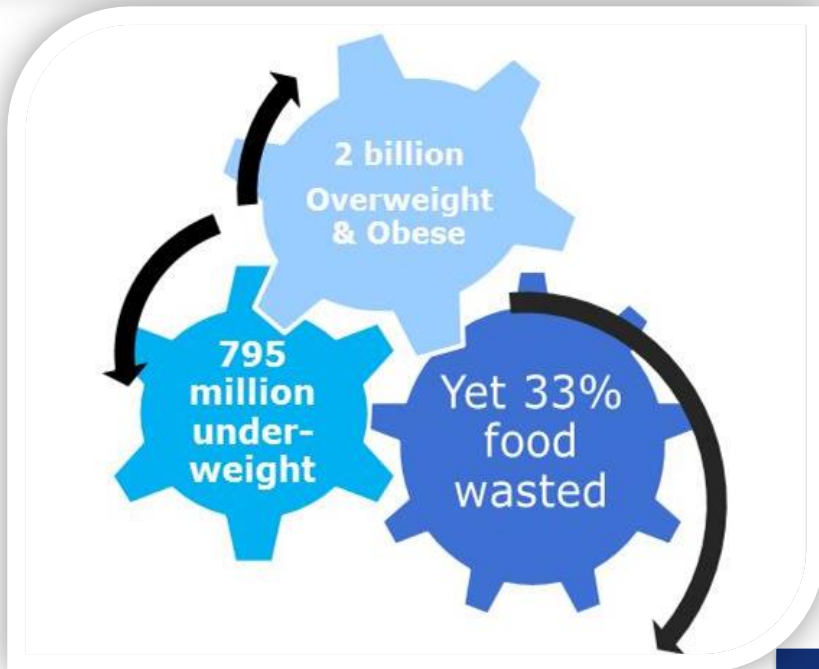 2 billion
Overweight
& Obese
795
million
under-
weight
Yet 33%
food
wasted